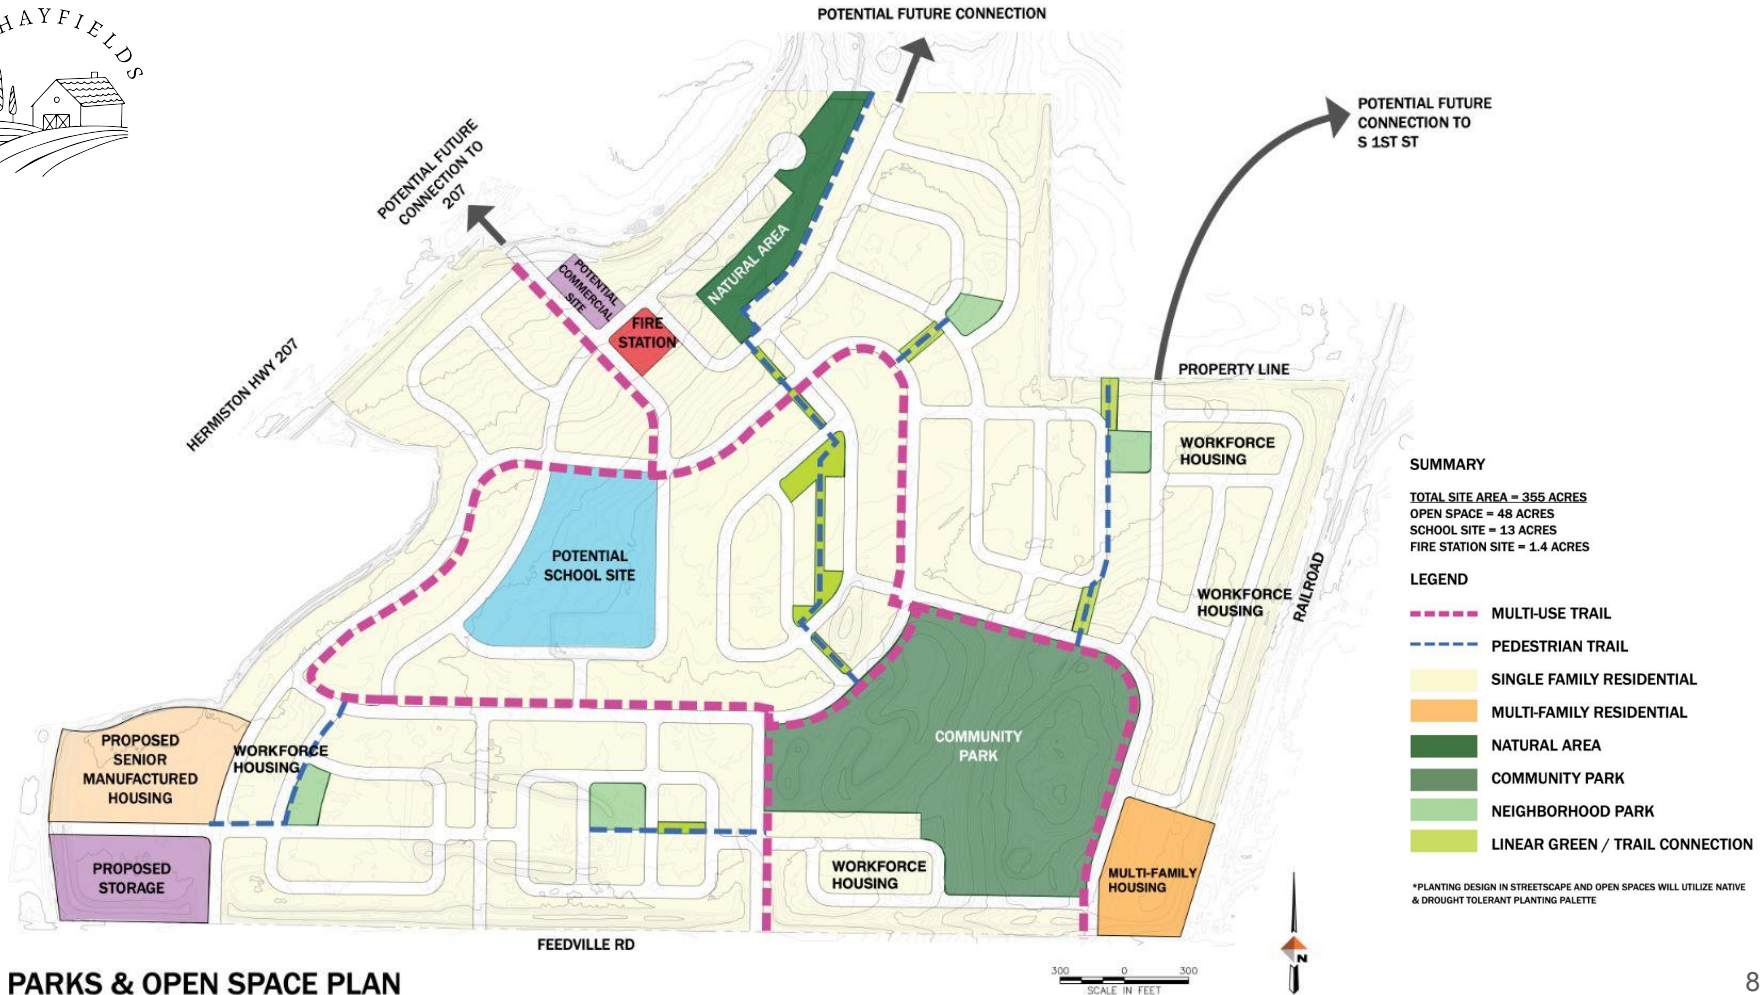 HAYFIELDS
POTENTIAL FUTURE CONNECTION
POTENTIAL FUTURE
CONNECTION TO
S 1ST ST
POTENTIAL FUTURE
CONNECTION TO
207
POTENTIAL
COMMERCIAL
SITE
NATURAL AREA
FIRE
STATION
HERMISTON HWY 207
PROPERTY LINE
WORKFORCE
HOUSING
POTENTIAL
SCHOOL SITE
WORKFORCE
HOUSING
RAILROAD
COMMUNITY
PARK
PROPOSED
SENIOR
MANUFACTURED
HOUSING
WORKFORCE
HOUSING
PROPOSED
STORAGE
WORKFORCE
HOUSING
MULTI-FAMILY
HOUSING
FEEDVILLE RD
SUMMARY
TOTAL SITE AREA = 355 ACRES
OPEN SPACE = 48 ACRES
SCHOOL SITE = 13 ACRES
FIRE STATION SITE = 1.4 ACRES
LEGEND
MULTI-USE TRAIL
PEDESTRIAN TRAIL
SINGLE FAMILY RESIDENTIAL
MULTI-FAMILY RESIDENTIAL
NATURAL AREA
COMMUNITY PARK
NEIGHBORHOOD PARK
LINEAR GREEN / TRAIL CONNECTION
*PLANTING DESIGN IN STREETSCAPE AND OPEN SPACES WILL UTILIZE NATIVE
& DROUGHT TOLERANT PLANTING PALETTE
N
300 0 300
SCALE IN FEET
PARKS & OPEN SPACE PLAN
8